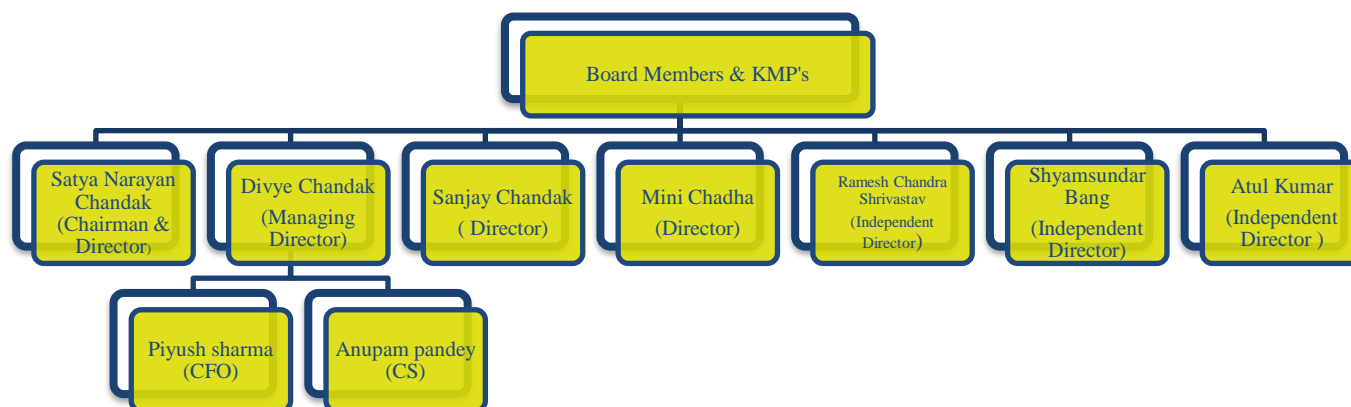 Board Members & KMP's
Satya Narayan
Chandak
(Chairman &
Director)
Divye Chandak
(Managing
Director)
Sanjay Chandak
( Director)
Mini Chadha
(Director)
Ramesh Chandra
Shrivastav
(Independent
Director)
Shyamsundar
Bang
(Independent
Director)
Atul Kumar
(Independent
Director )
Piyush sharma
(CFO)
Anupam pandey
(CS)